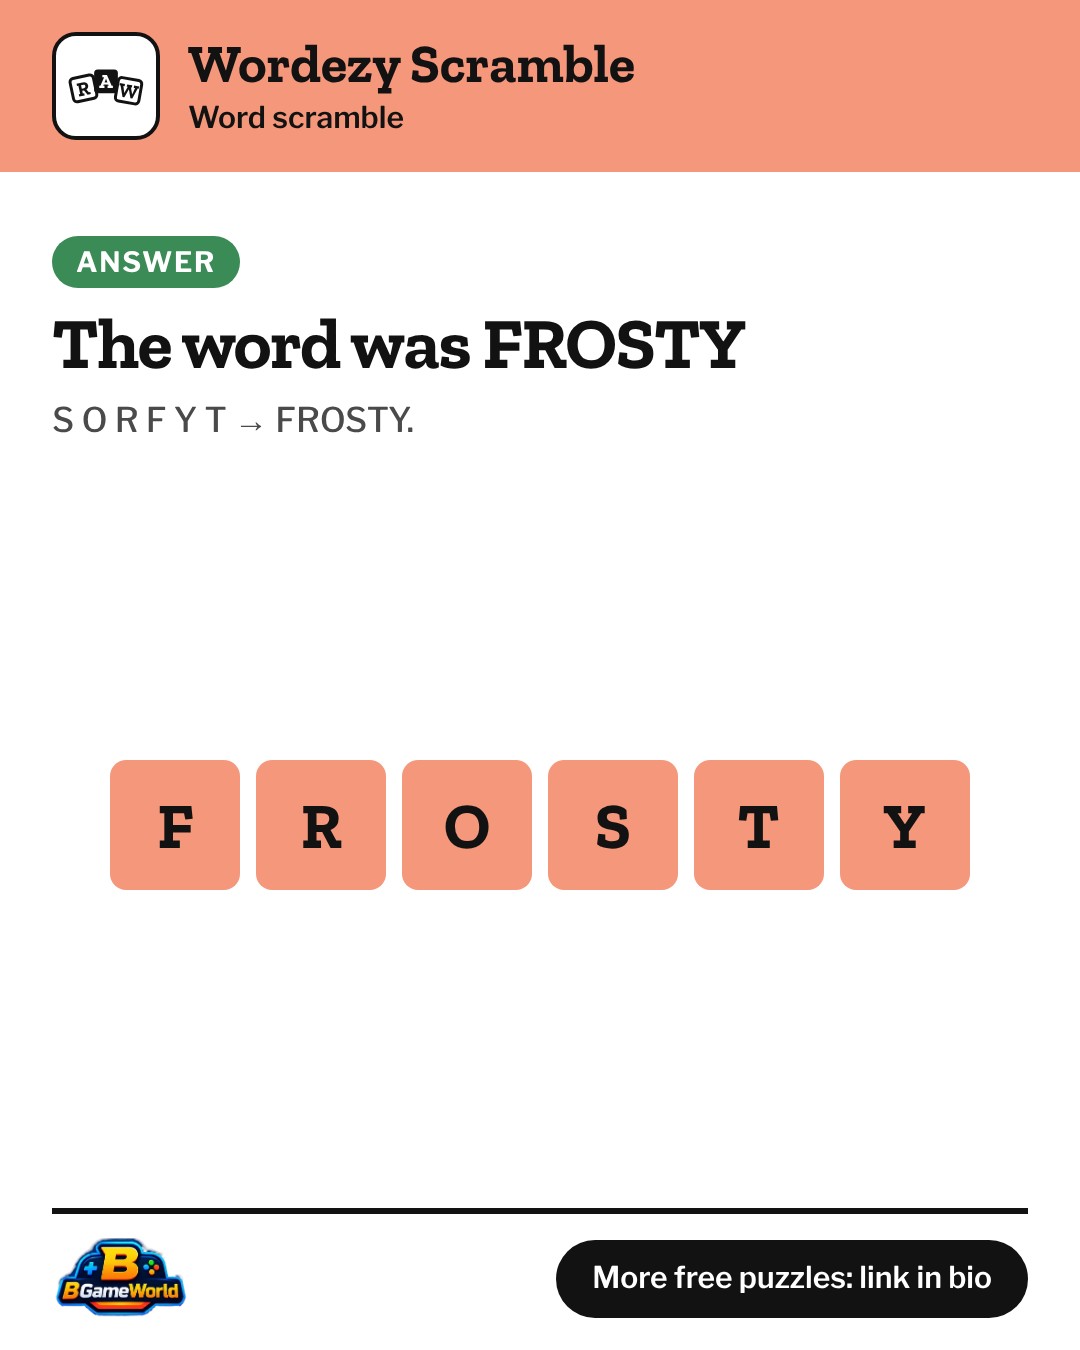 RAW
Wordezy Scramble
Word scramble
ANSWER
The word was FROSTY
S O R F Y T → FROSTY.
F R O S T Y
B
BGameWorld
More free puzzles: link in bio